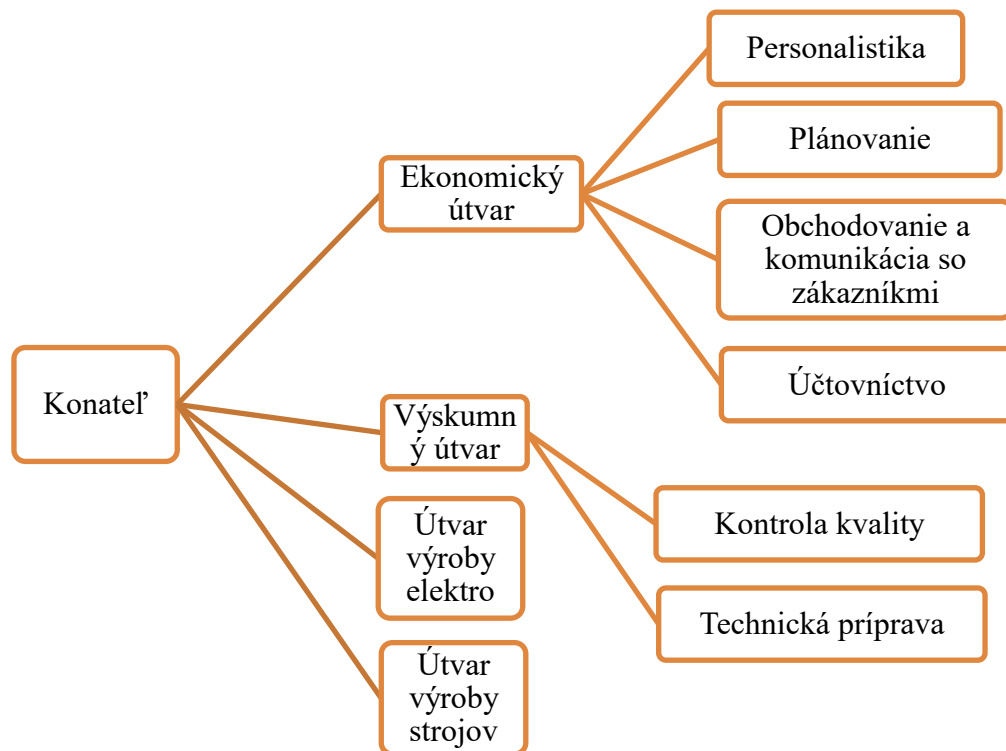 Konateľ
Ekonomický
útvar
Personalistika
Plánovanie
Obchodovanie a
komunikácia so
zákazníkmi
Účtovníctvo
Výskumn
ý útvar
Kontrola kvality
Technická príprava
Útvar
výroby
elektro
Útvar
výroby
strojov